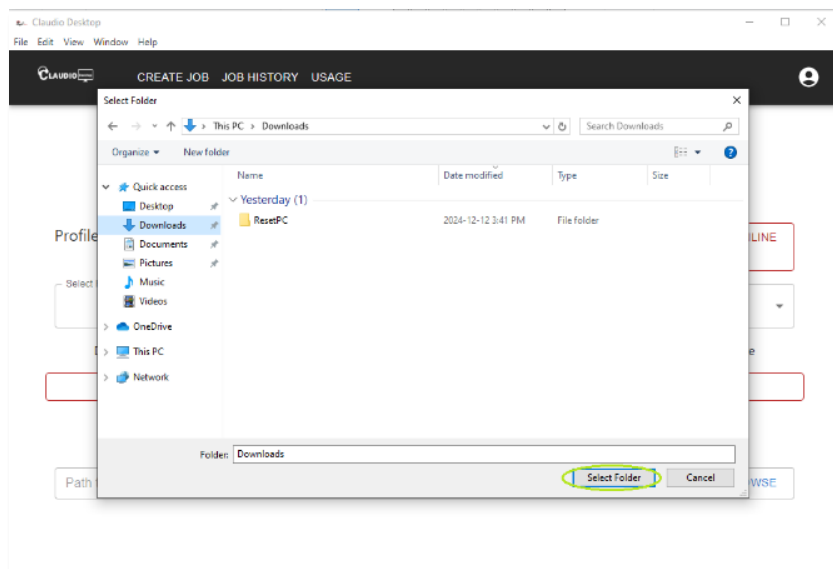 Claudio Desktop
File Edit View Window Help
CLAUDIO CREATE JOB JOB HISTORY USAGE
Select Folder
This PC > Downloads
Search Downloads
Organize New folder
Name Date modified Type Size
Quick access
Yesterday (1)
Desktop
ResetPC 2024-12-12 3:41 PM File folder
Downloads
Profile LINE
Documents
Pictures
Select
Music
Videos
OneDrive
This PC
Network
Folder: Downloads
Select Folder Cancel
Path WSE